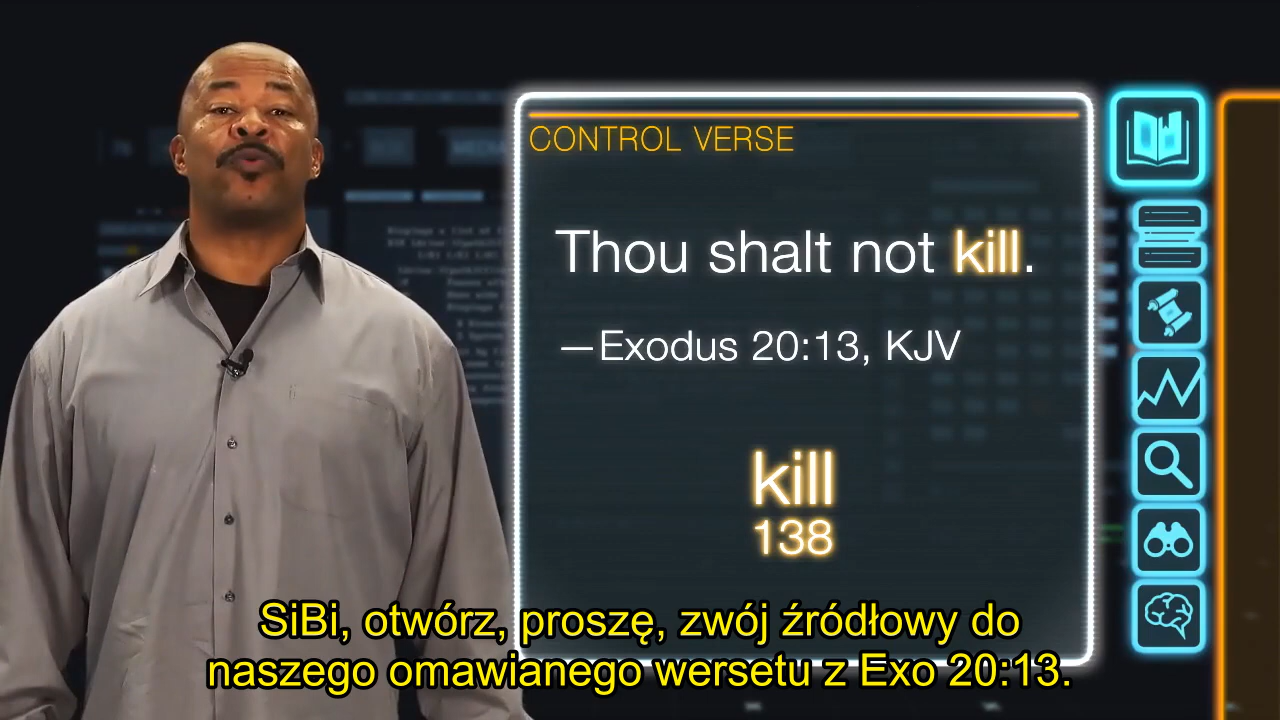 CONTROL VERSE
Thou shalt not kill.
—Exodus 20:13, KJV
kill
138
SiBi, otwórz, proszę, zwój źródłowy do
naszego omawianego wersetu z Exo 20:13.